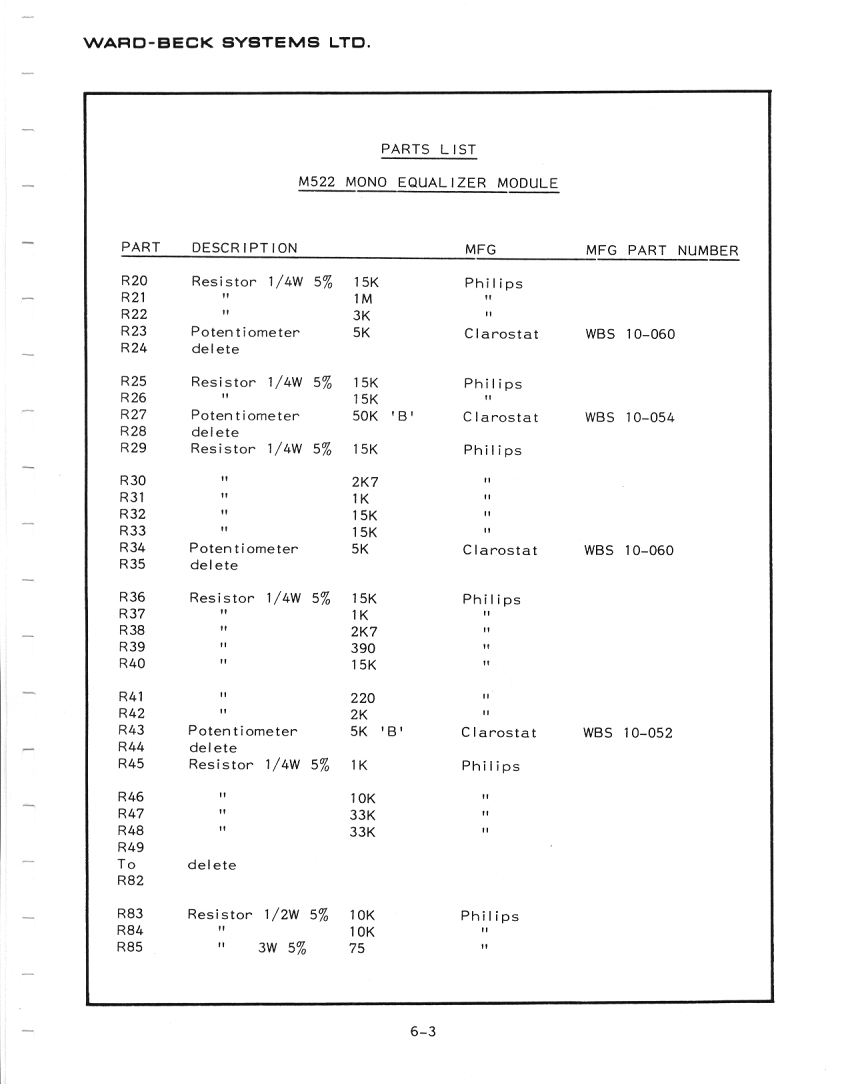 WARD-BECK SYSTEMS LTD.
PARTS LIST
M522 MONO EQUALIZER MODULE
PART DESCRIPTION MFG MFG PART NUMBER
R20 Resistor 1/4W 5% 15K Philips
R21 " 1M "
R22 " 3K "
R23 Potentiometer 5K Clarostat WBS 10-060
R24 delete
R25 Resistor 1/4W 5% 15K Philips
R26 " 15K "
R27 Potentiometer 50K 'B' Clarostat WBS 10-054
R28 delete
R29 Resistor 1/4W 5% 15K Philips
R30 " 2K7 "
R31 " 1K "
R32 " 15K "
R33 " 15K "
R34 Potentiometer 5K Clarostat WBS 10-060
R35 delete
R36 Resistor 1/4W 5% 15K Philips
R37 " 1K "
R38 " 2K7 "
R39 " 390 "
R40 " 15K "
R41 " 220 "
R42 " 2K "
R43 Potentiometer 5K 'B' Clarostat WBS 10-052
R44 delete
R45 Resistor 1/4W 5% 1K Philips
R46 " 10K "
R47 " 33K "
R48 " 33K "
R49
To delete
R82
R83 Resistor 1/2W 5% 10K Philips
R84 " 10K "
R85 " 3W 5% 75 "
6-3